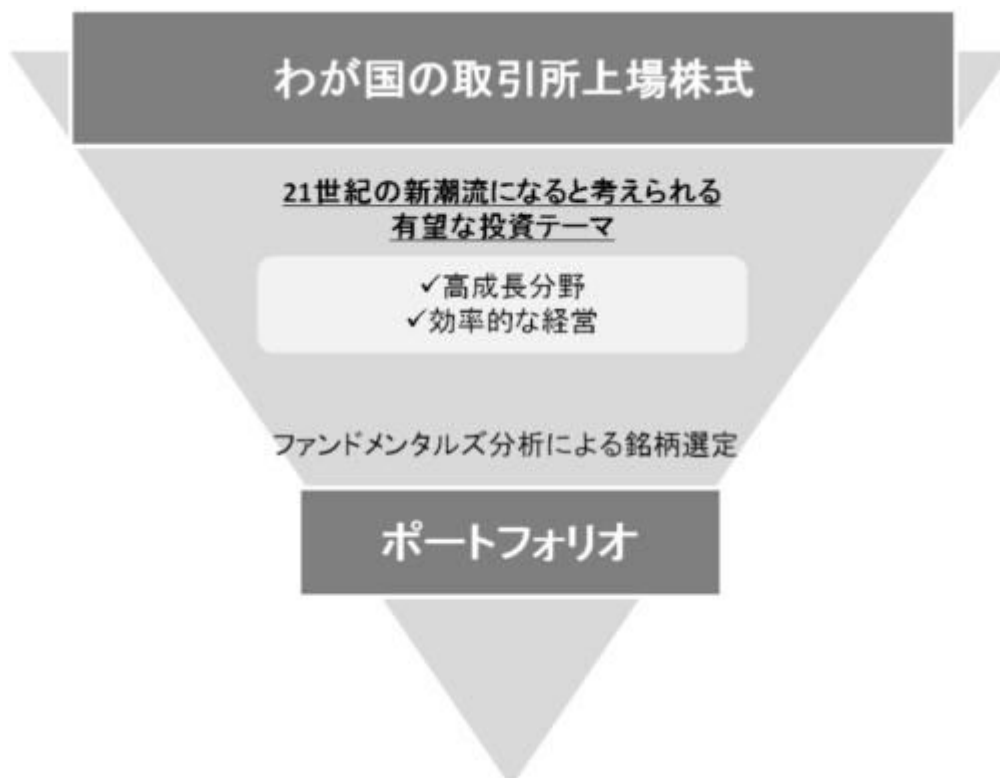 わが国の取引所上場株式
21世紀の新潮流になると考えられる
有望な投資テーマ
✓高成長分野
✓効率的な経営
ファンドメンタルズ分析による銘柄選定
ポートフォリオ